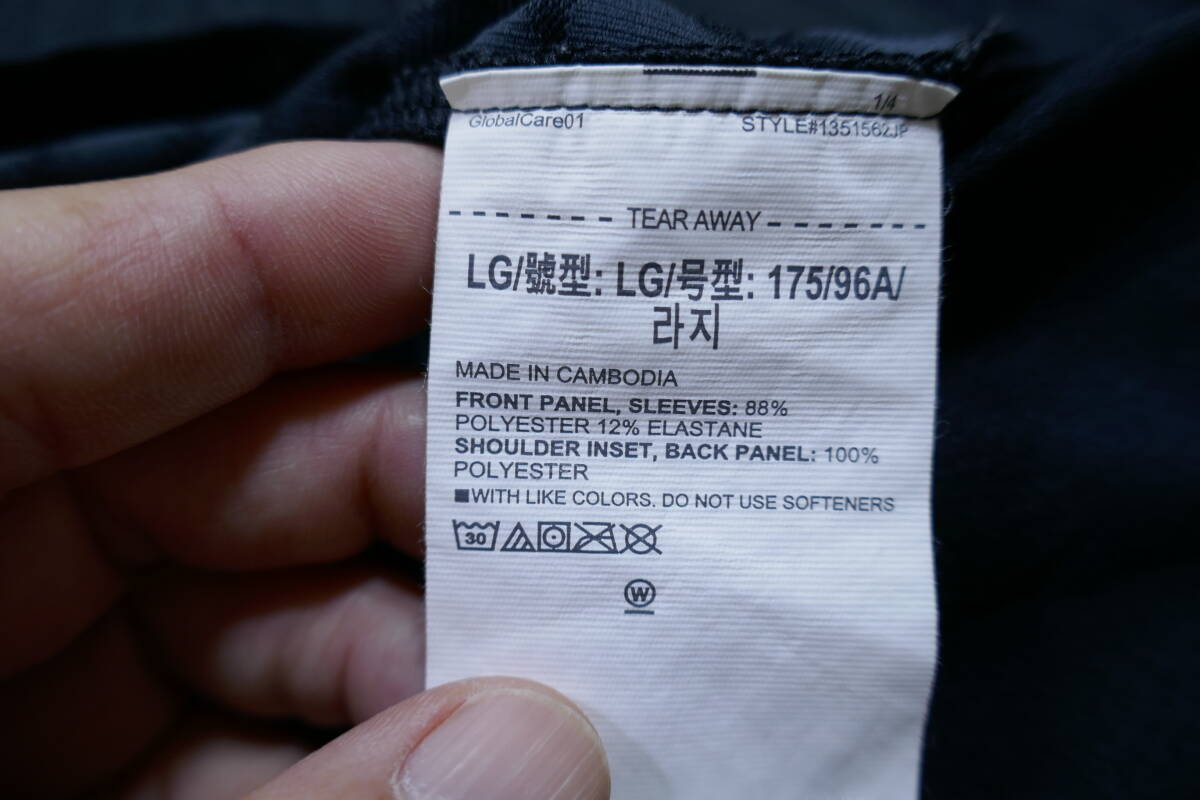 1/4
GlobalCare01 STYLE#1351562JP
TEAR AWAY
LG/號型: LG/号型: 175/96A/
라지
MADE IN CAMBODIA
FRONT PANEL, SLEEVES: 88%
POLYESTER 12% ELASTANE
SHOULDER INSET, BACK PANEL: 100%
POLYESTER
■WITH LIKE COLORS. DO NOT USE SOFTENERS
30
W